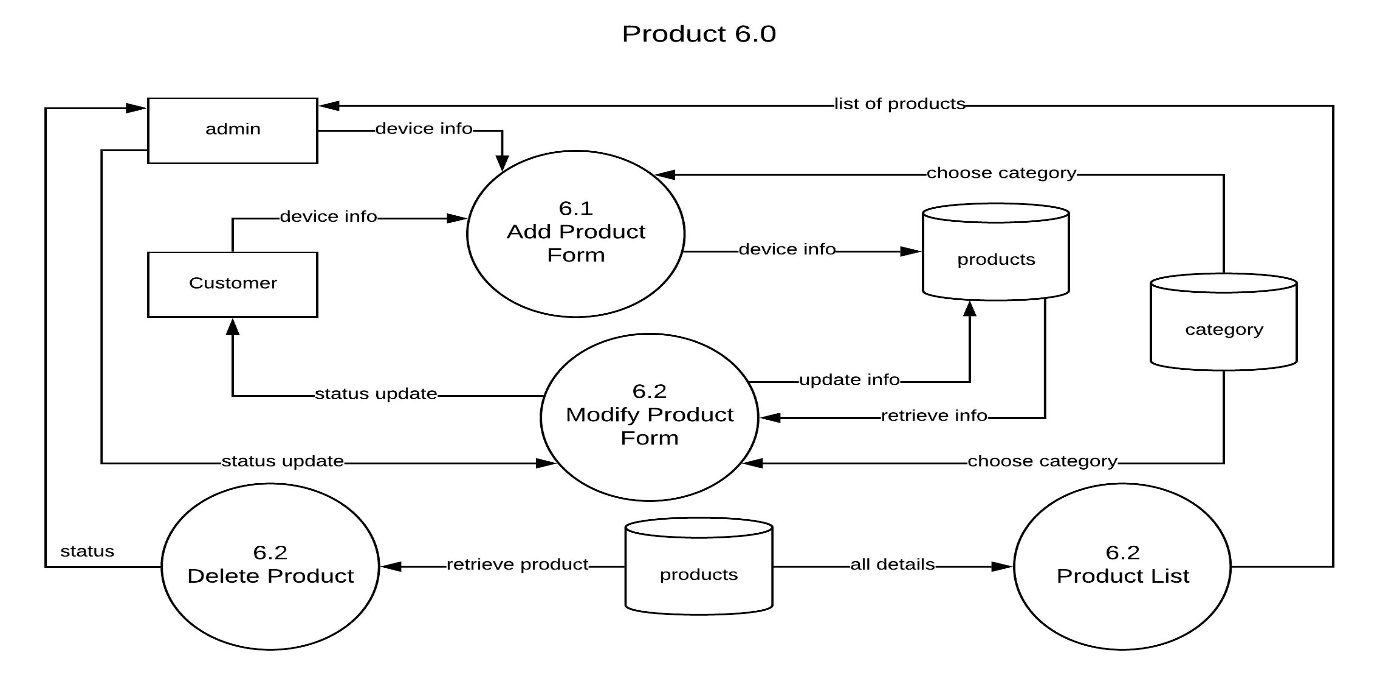 Product 6.0
list of products
admin
device info
choose category
6.1
Add Product
Form
device info
device info
products
Customer
category
6.2
Modify Product
Form
update info
status update
retrieve info
status update
choose category
status
6.2
Delete Product
retrieve product
products
all details
6.2
Product List